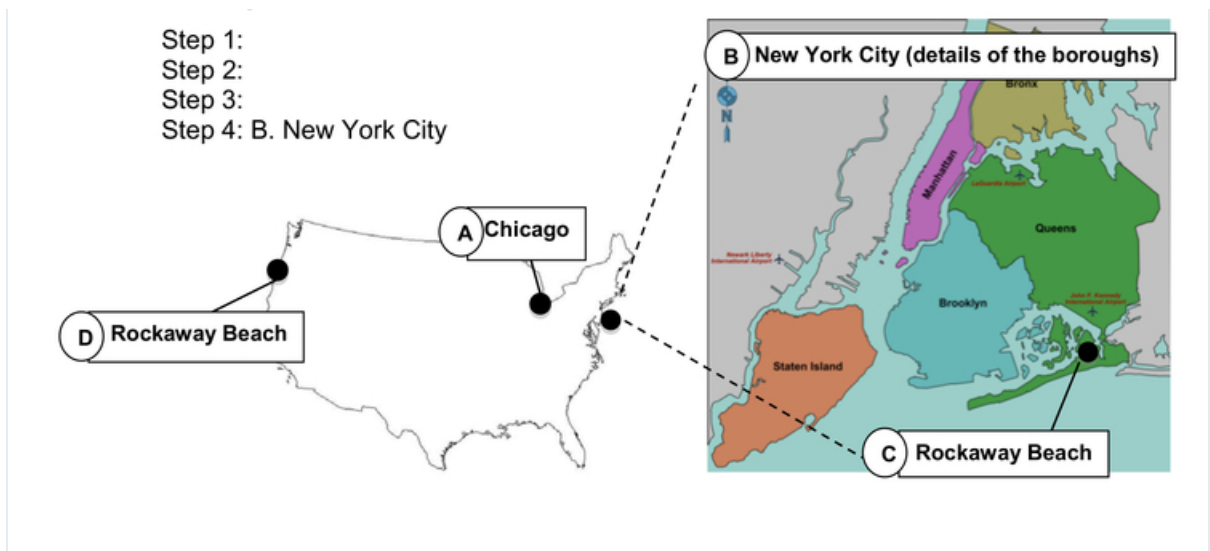 Step 1:
Step 2:
Step 3:
Step 4: B. New York City
B New York City (details of the boroughs)
Bronx
N
Manhattan
LaGuardia Airport
Queens
A Chicago
Newark Liberty
International Airport
John F. Kennedy
International Airport
Brooklyn
D Rockaway Beach
Staten Island
C Rockaway Beach